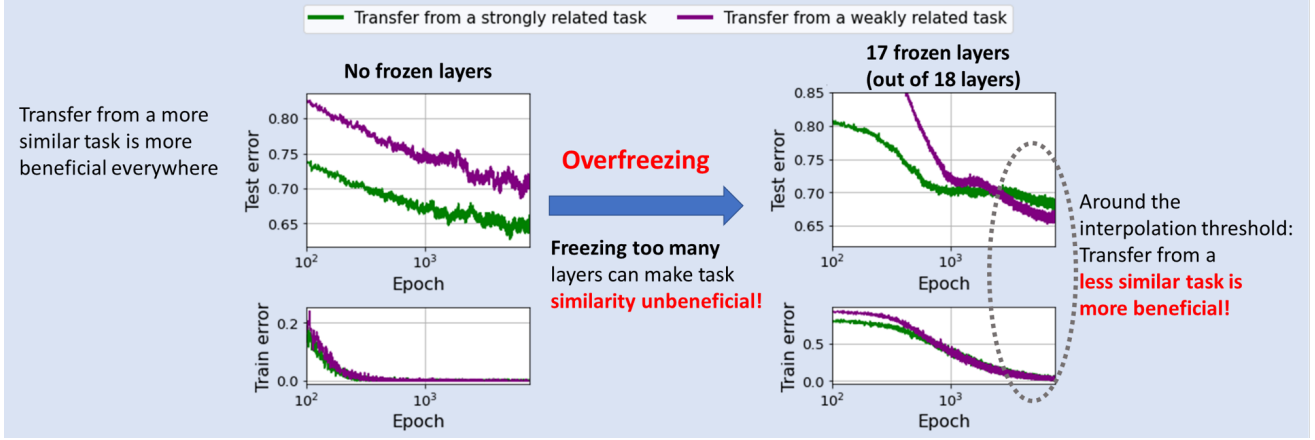 Transfer from a strongly related task
Transfer from a weakly related task
Transfer from a more
similar task is more
beneficial everywhere
No frozen layers
Test error
0.80
0.75
0.70
0.65
10²
10³
Epoch
Train error
0.2
0.0
10²
10³
Epoch
Overfreezing
Freezing too many
layers can make task
similarity unbeneficial!
17 frozen layers
(out of 18 layers)
Test error
0.85
0.80
0.75
0.70
0.65
10²
10³
Epoch
Train error
0.5
0.0
10²
10³
Epoch
Around the
interpolation threshold:
Transfer from a
less similar task is
more beneficial!